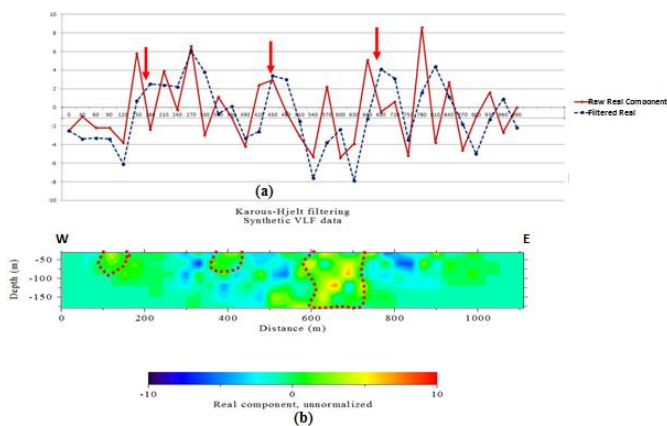 10
8
6
4
2
0
-2
-4
-6
-8
-10
Raw Real Component
Filtered Real
(a)
Karous-Hjelt filtering
Synthetic VLF data
W
E
Depth (m)
-50
-100
-150
0 200 400 600 800 1000
Distance (m)
-10 0 10
Real component, unnormalized
(b)